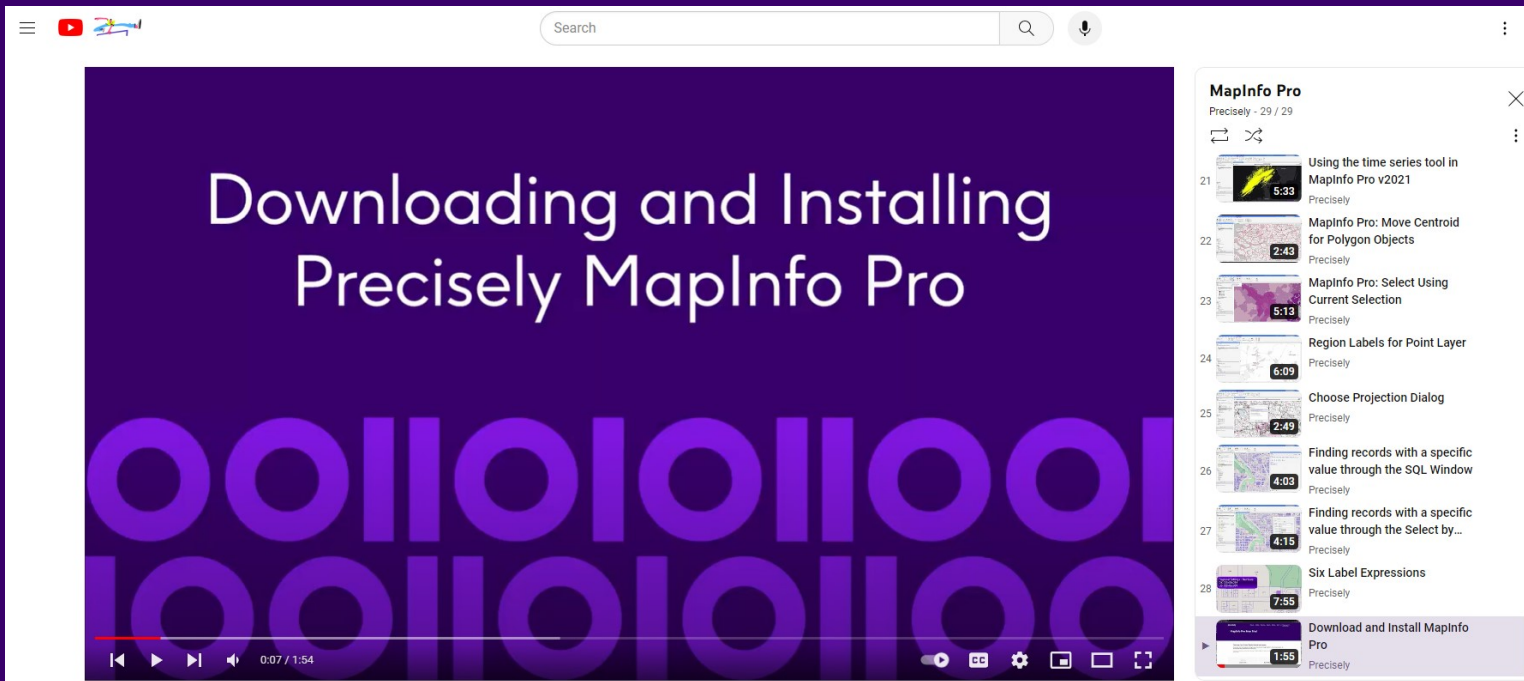 Search
Downloading and Installing
Precisely MapInfo Pro
0:07 / 1:54
CC
MapInfo Pro
Precisely - 29 / 29
21
5:33
Using the time series tool in
MapInfo Pro v2021
Precisely
22
2:43
MapInfo Pro: Move Centroid
for Polygon Objects
Precisely
23
5:13
MapInfo Pro: Select Using
Current Selection
Precisely
24
6:09
Region Labels for Point Layer
Precisely
25
2:49
Choose Projection Dialog
Precisely
26
4:03
Finding records with a specific
value through the SQL Window
Precisely
27
4:15
Finding records with a specific
value through the Select by...
Precisely
28
7:55
Six Label Expressions
Precisely
1:55
Download and Install MapInfo
Pro
Precisely